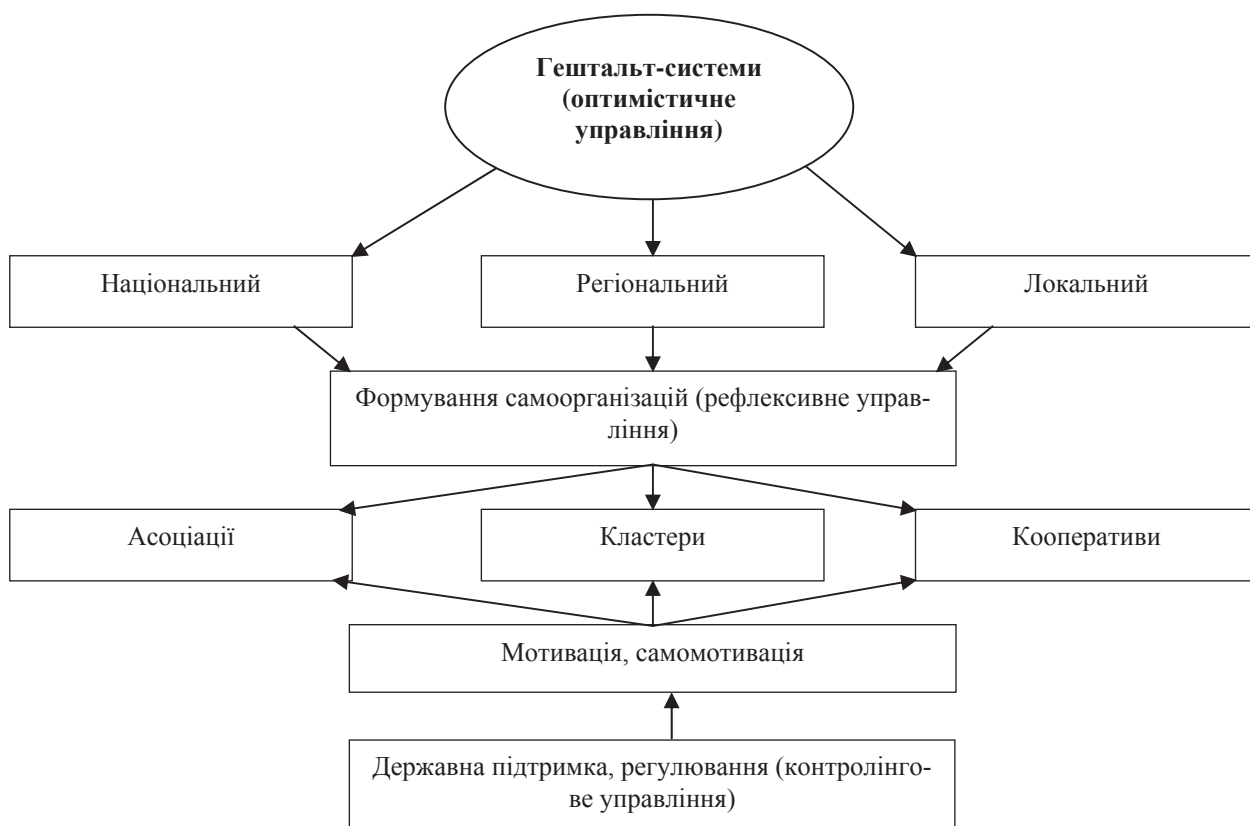 Гештальт-системи
(оптимістичне
управління)
Національний
Регіональний
Локальний
Формування самоорганізацій (рефлексивне управ-
ління)
Асоціації
Кластери
Кооперативи
Мотивація, самомотивація
Державна підтримка, регулювання (контролінго-
ве управління)